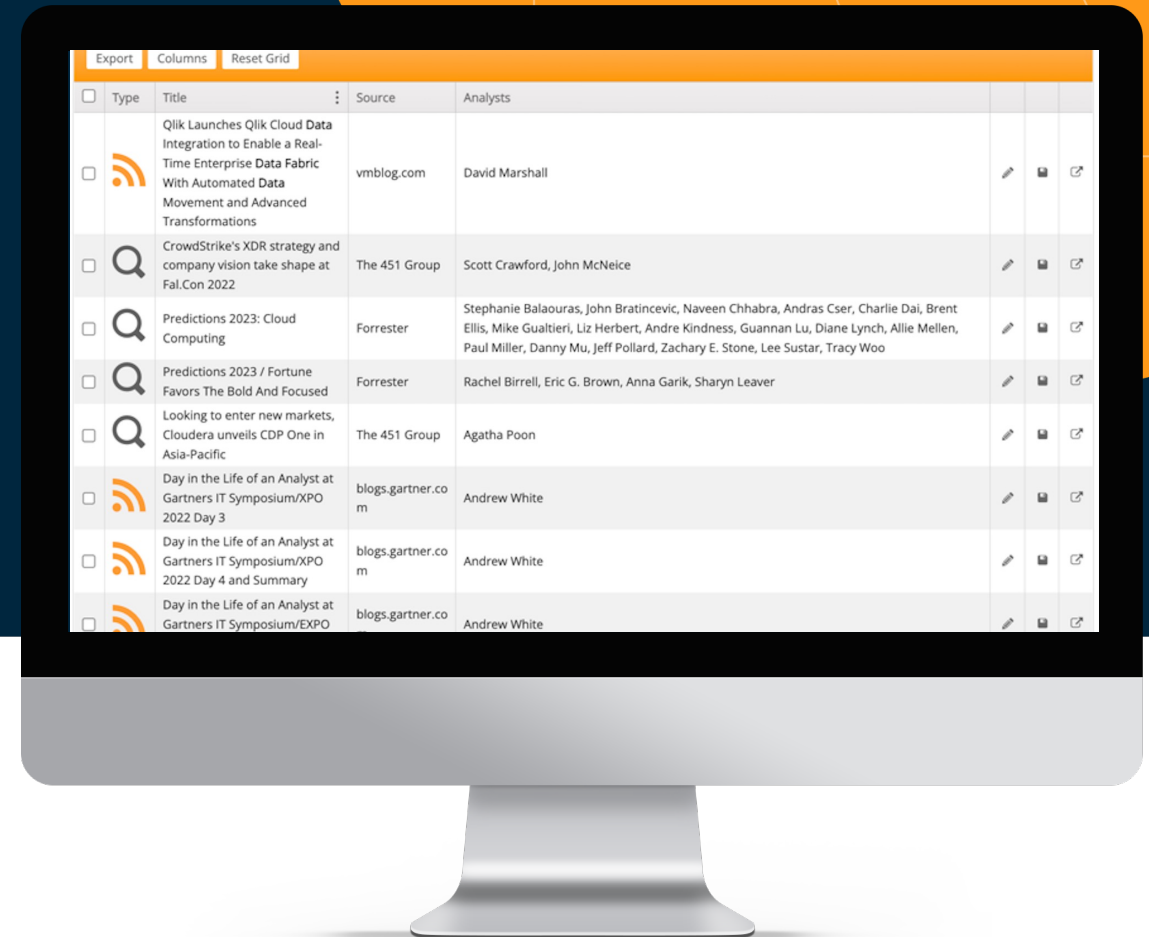 Export Columns Reset Grid
Type Title Source Analysts
Qlik Launches Qlik Cloud Data
Integration to Enable a Real-
Time Enterprise Data Fabric
With Automated Data
Movement and Advanced
Transformations
vmblog.com
David Marshall
CrowdStrike's XDR strategy and
company vision take shape at
Fal.Con 2022
The 451 Group
Scott Crawford, John McNeice
Predictions 2023: Cloud
Computing
Forrester
Stephanie Balaouras, John Bratincevic, Naveen Chhabra, Andras Cser, Charlie Dai, Brent
Ellis, Mike Gualtieri, Liz Herbert, Andre Kindness, Guannan Lu, Diane Lynch, Allie Mellen,
Paul Miller, Danny Mu, Jeff Pollard, Zachary E. Stone, Lee Sustar, Tracy Woo
Predictions 2023 / Fortune
Favors The Bold And Focused
Forrester
Rachel Birrell, Eric G. Brown, Anna Garik, Sharyn Leaver
Looking to enter new markets,
Cloudera unveils CDP One in
Asia-Pacific
The 451 Group
Agatha Poon
Day in the Life of an Analyst at
Gartners IT Symposium/XPO
2022 Day 3
blogs.gartner.co
m
Andrew White
Day in the Life of an Analyst at
Gartners IT Symposium/XPO
2022 Day 4 and Summary
blogs.gartner.co
m
Andrew White
Day in the Life of an Analyst at
Gartners IT Symposium/EXPO
blogs.gartner.co
Andrew White